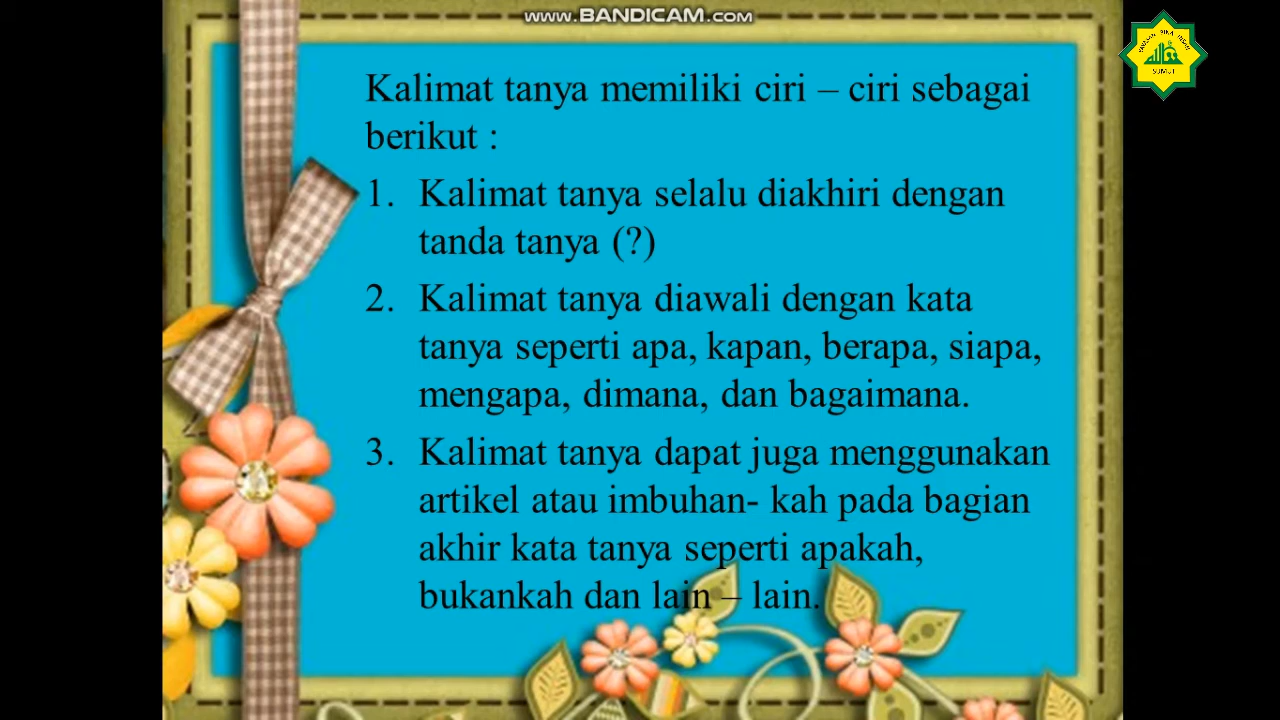 www.BANDICAM.com
Kalimat tanya memiliki ciri – ciri sebagai
berikut :
1. Kalimat tanya selalu diakhiri dengan
tanda tanya (?)
2. Kalimat tanya diawali dengan kata
tanya seperti apa, kapan, berapa, siapa,
mengapa, dimana, dan bagaimana.
3. Kalimat tanya dapat juga menggunakan
artikel atau imbuhan- kah pada bagian
akhir kata tanya seperti apakah,
bukankah dan lain – lain.
SUMUT